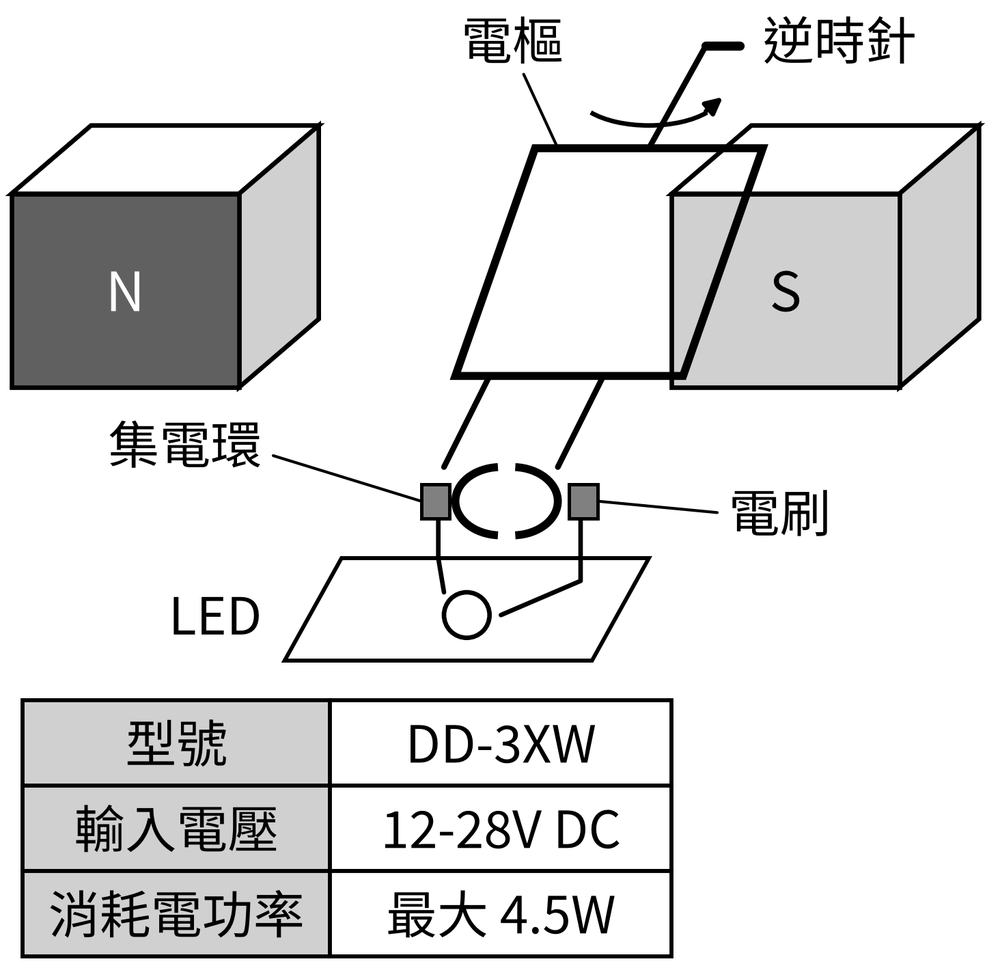 電樞
逆時針
N
S
集電環
電刷
LED
型號
DD-3XW
輸入電壓
12-28V DC
消耗電功率
最大 4.5W